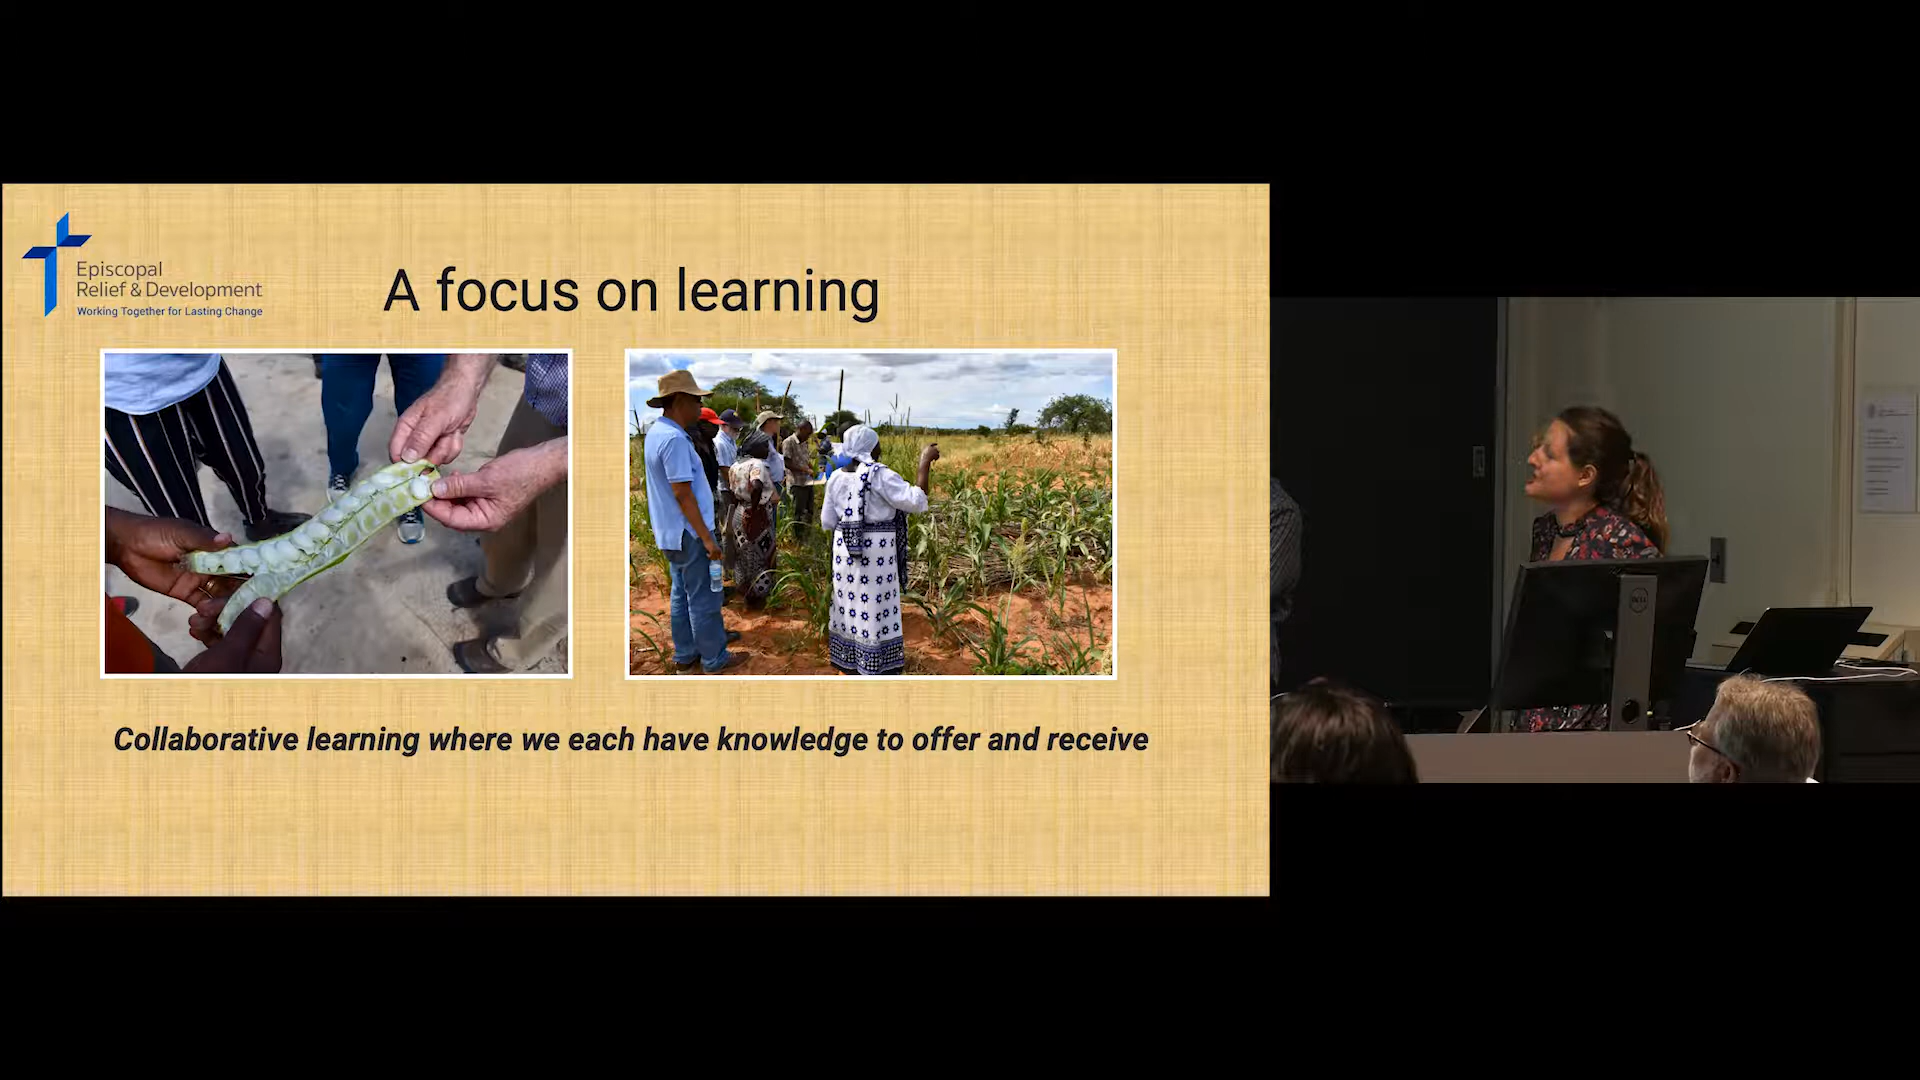 Episcopal
Relief & Development
Working Together for Lasting Change
A focus on learning
Collaborative learning where we each have knowledge to offer and receive
DELL